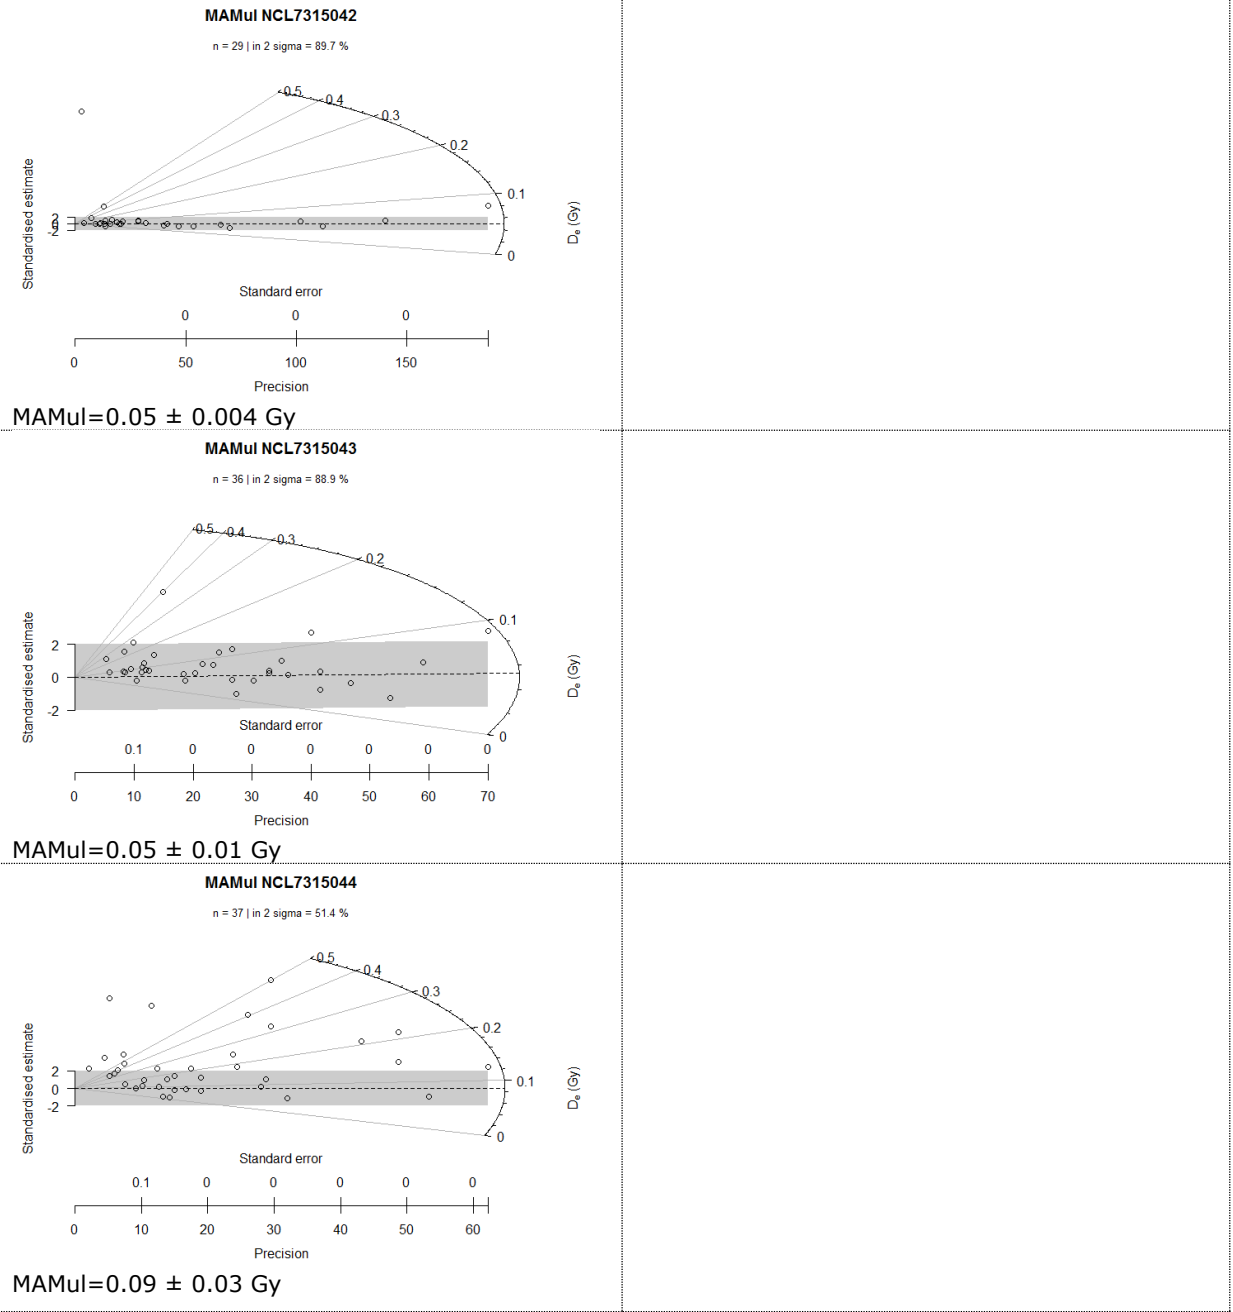 MAMul NCL7315042
n = 29 | in 2 sigma = 89.7 %
0.5
0.4
0.3
0.2
0.1
0
De (Gy)
Standardised estimate
2
0
-2
Standard error
0 0 0
0 50 100 150
Precision
MAMul=0.05 ± 0.004 Gy
MAMul NCL7315043
n = 36 | in 2 sigma = 88.9 %
0.5
0.4
0.3
0.2
0.1
0
De (Gy)
Standardised estimate
2
0
-2
Standard error
0.1 0 0 0 0 0 0
0 10 20 30 40 50 60 70
Precision
MAMul=0.05 ± 0.01 Gy
MAMul NCL7315044
n = 37 | in 2 sigma = 51.4 %
0.5
0.4
0.3
0.2
0.1
0
De (Gy)
Standardised estimate
2
0
-2
Standard error
0.1 0 0 0 0 0
0 10 20 30 40 50 60
Precision
MAMul=0.09 ± 0.03 Gy